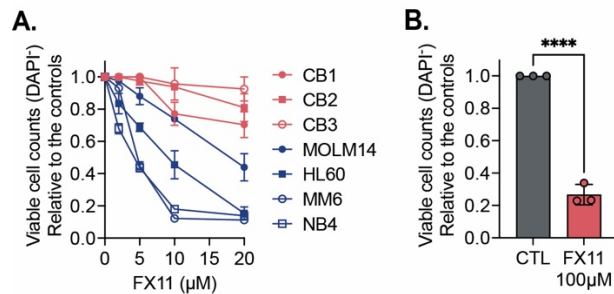 A.
Viable cell counts (DAPI⁻)
Relative to the controls
1.0
0.8
0.6
0.4
0.2
0.0
0 5 10 15 20
FX11 (µM)
CB1
CB2
CB3
MOLM14
HL60
MM6
NB4
B.
Viable cell counts (DAPI⁻)
Relative to the controls
****
1.0
0.8
0.6
0.4
0.2
0.0
CTL FX11
100µM